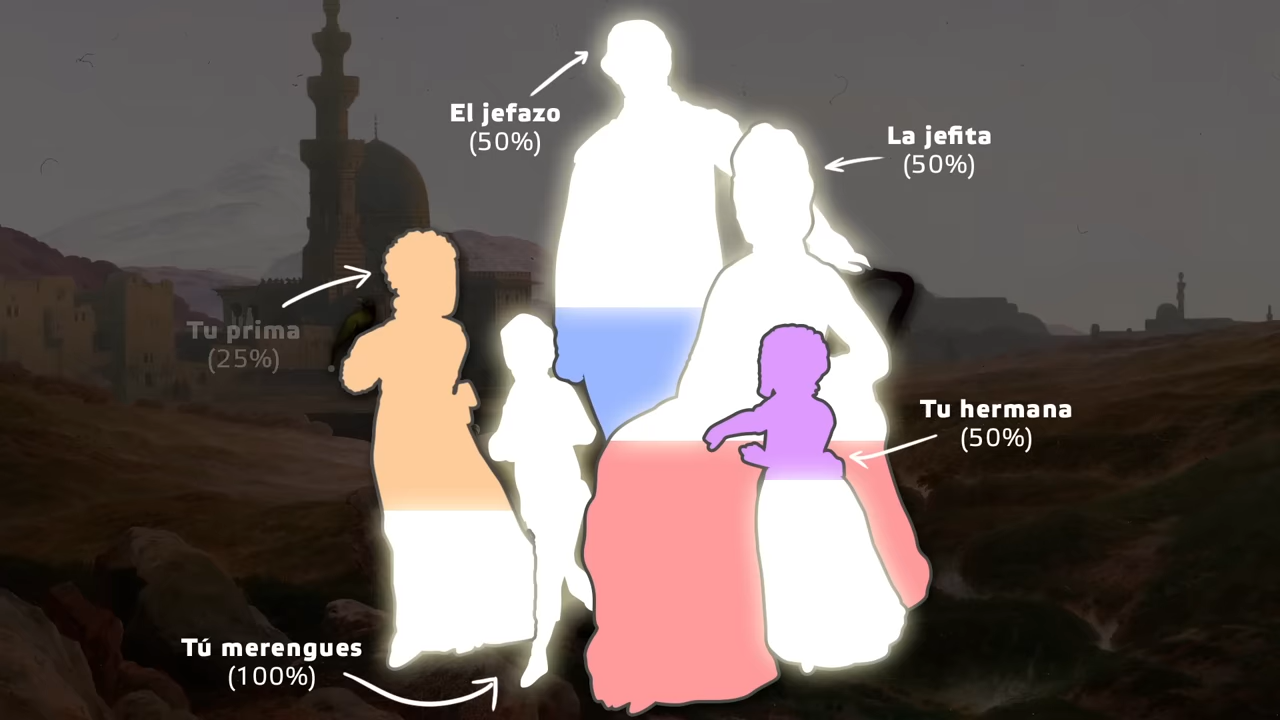 El jefazo
(50%)
La jefita
(50%)
Tu prima
(25%)
Tu hermana
(50%)
Tú merengues
(100%)